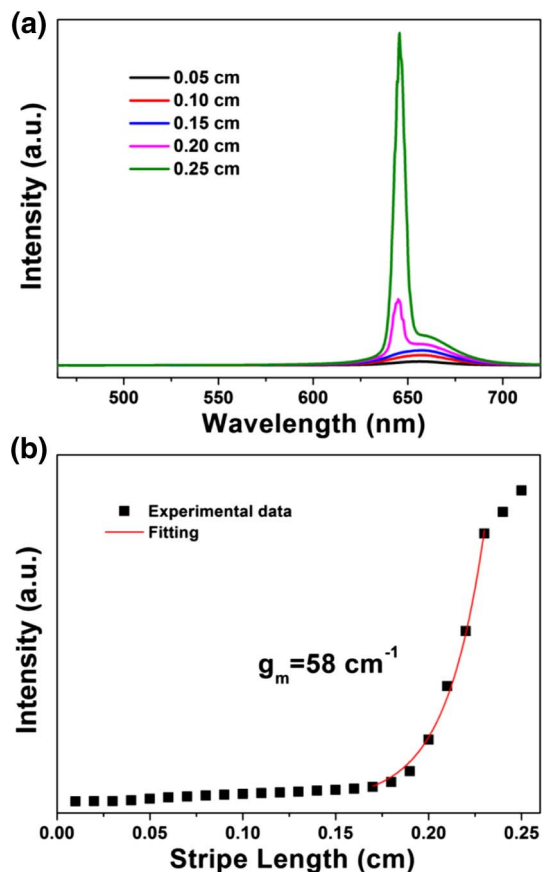 (a)
0.05 cm
0.10 cm
0.15 cm
0.20 cm
0.25 cm
Intensity (a.u.)
500 550 600 650 700
Wavelength (nm)
(b)
Experimental data
Fitting
gm=58 cm-1
Intensity (a.u.)
0.00 0.05 0.10 0.15 0.20 0.25
Stripe Length (cm)